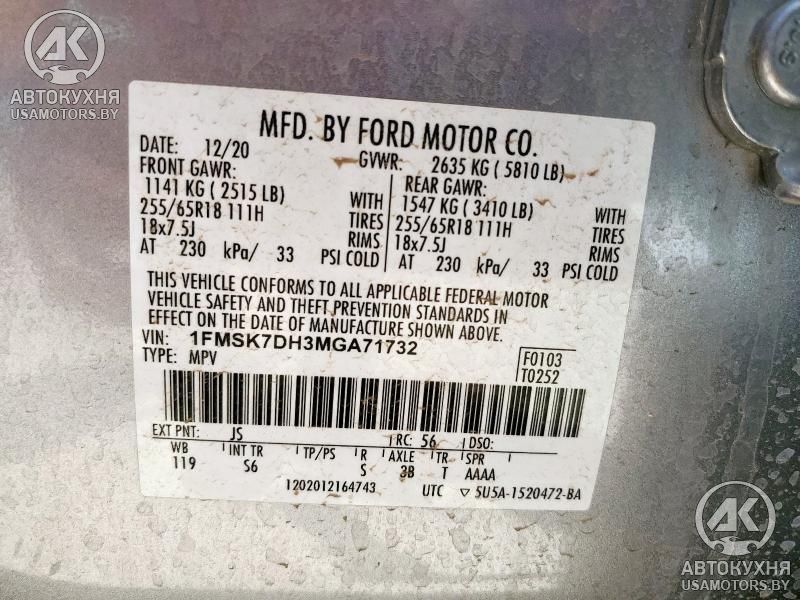 AK
АВТОКУХНЯ
USAMOTORS.BY
MFD. BY FORD MOTOR CO.
DATE: 12/20 GVWR: 2635 KG ( 5810 LB)
FRONT GAWR: REAR GAWR:
1141 KG ( 2515 LB) WITH 1547 KG ( 3410 LB) WITH
255/65R18 111H TIRES 255/65R18 111H TIRES
18x7.5J RIMS 18x7.5J RIMS
AT 230 kPa/ 33 PSI COLD AT 230 kPa/ 33 PSI COLD
THIS VEHICLE CONFORMS TO ALL APPLICABLE FEDERAL MOTOR
VEHICLE SAFETY AND THEFT PREVENTION STANDARDS IN
EFFECT ON THE DATE OF MANUFACTURE SHOWN ABOVE.
VIN: 1FMSK7DH3MGA71732
TYPE: MPV
F0103
T0252
EXT PNT: JS RC: 56 DSO:
WB INT TR TP/PS R AXLE TR SPR
119 S6 S 3B T AAAA
1202012164743 UTC ▽ 5U5A-1520472-BA
AK
АВТОКУХНЯ
USAMOTORS.BY